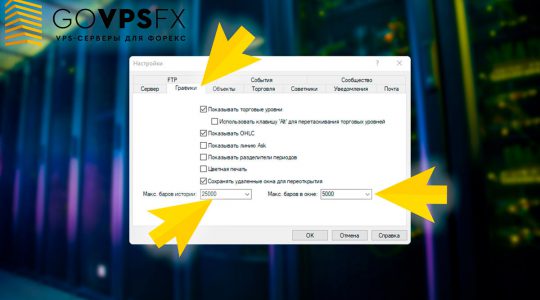 GOVPSFX
VPS-СЕРВЕРЫ ДЛЯ ФОРЕКС
Настройки
FTP События Сообщество
Сервер Графики Объекты Торговля Советники Уведомления Почта
Показывать торговые уровни
Использовать клавишу 'Alt' для перетаскивания торговых уровней
Показывать OHLC
Показывать линию Ask
Показывать разделители периодов
Цветная печать
Сохранять удаленные окна для переоткрытия
Макс. баров истории: 25000 Макс. баров в окне: 5000
OK Отмена Справка